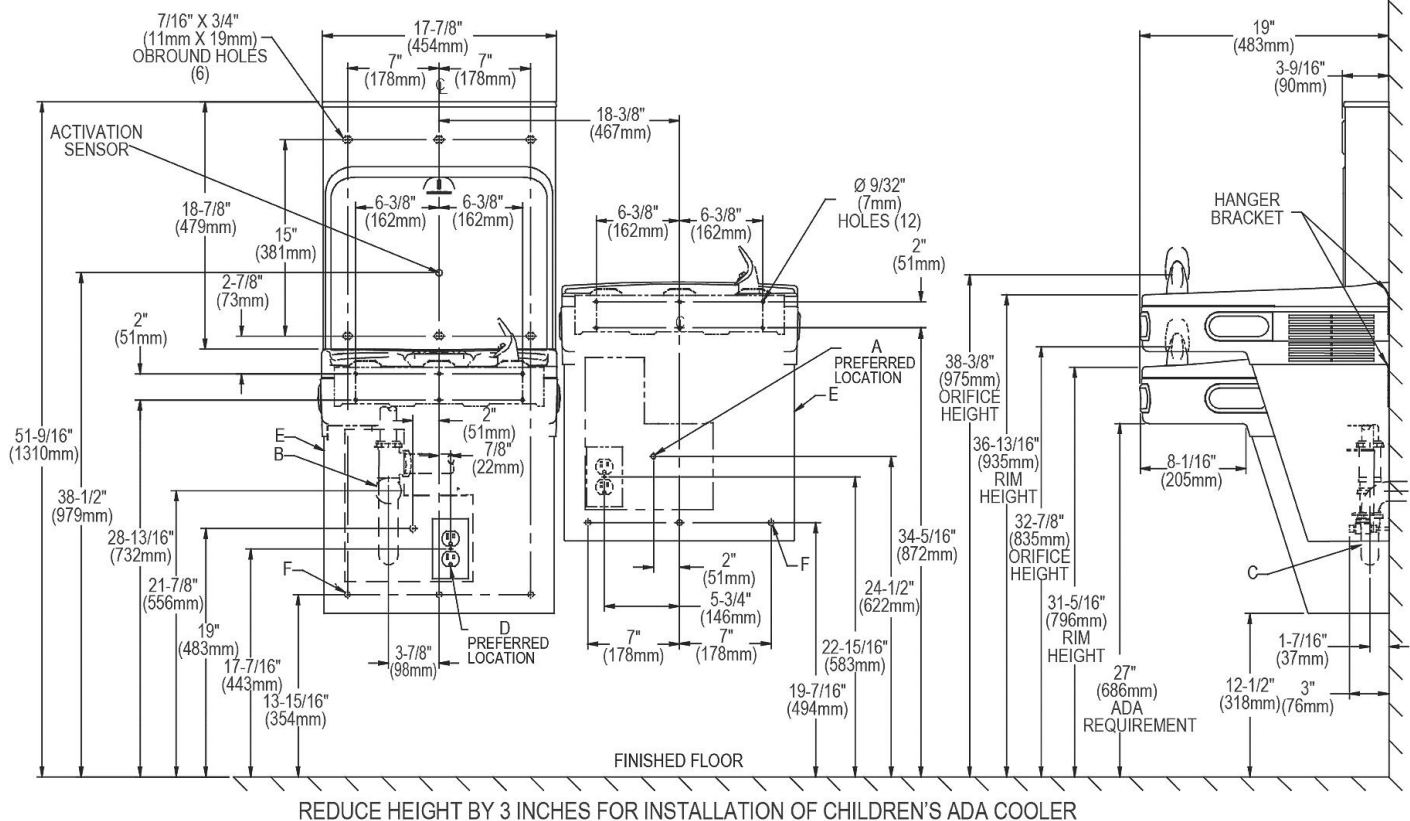 7/16" X 3/4"
(11mm X 19mm)
OBROUND HOLES
(6)
17-7/8"
(454mm)
7"
(178mm)
7"
(178mm)
℄
18-3/8"
(467mm)
19"
(483mm)
3-9/16"
(90mm)
ACTIVATION
SENSOR
18-7/8"
(479mm)
15"
(381mm)
2-7/8"
(73mm)
2"
(51mm)
6-3/8"
(162mm)
6-3/8"
(162mm)
6-3/8"
(162mm)
6-3/8"
(162mm)
Ø 9/32"
(7mm)
HOLES (12)
2"
(51mm)
HANGER
BRACKET
℄
A
PREFERRED
LOCATION
E
38-3/8"
(975mm)
ORIFICE
HEIGHT
36-13/16"
(935mm)
RIM
HEIGHT
32-7/8"
(835mm)
ORIFICE
HEIGHT
31-5/16"
(796mm)
RIM
HEIGHT
27"
(686mm)
ADA
REQUIREMENT
8-1/16"
(205mm)
12-1/2"
(318mm)
1-7/16"
(37mm)
3"
(76mm)
C
51-9/16"
(1310mm)
E
B
2"
(51mm)
7/8"
(22mm)
38-1/2"
(979mm)
28-13/16"
(732mm)
21-7/8"
(556mm)
19"
(483mm)
17-7/16"
(443mm)
13-15/16"
(354mm)
F
D
PREFERRED
LOCATION
3-7/8"
(98mm)
F
2"
(51mm)
5-3/4"
(146mm)
7"
(178mm)
7"
(178mm)
34-5/16"
(872mm)
24-1/2"
(622mm)
22-15/16"
(583mm)
19-7/16"
(494mm)
FINISHED FLOOR
REDUCE HEIGHT BY 3 INCHES FOR INSTALLATION OF CHILDREN'S ADA COOLER